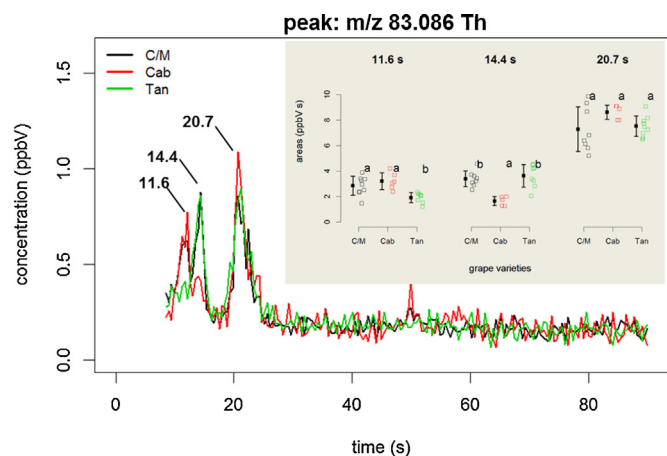 peak: m/z 83.086 Th
C/M
Cab
Tan
20.7
14.4
11.6
concentration (ppbV)
0.0
0.5
1.0
1.5
time (s)
0
20
40
60
80
11.6 s
14.4 s
20.7 s
areas (ppbV s)
0
2
4
6
8
10
a
a
b
b
a
b
a
a
a
C/M
Cab
Tan
C/M
Cab
Tan
C/M
Cab
Tan
grape varieties